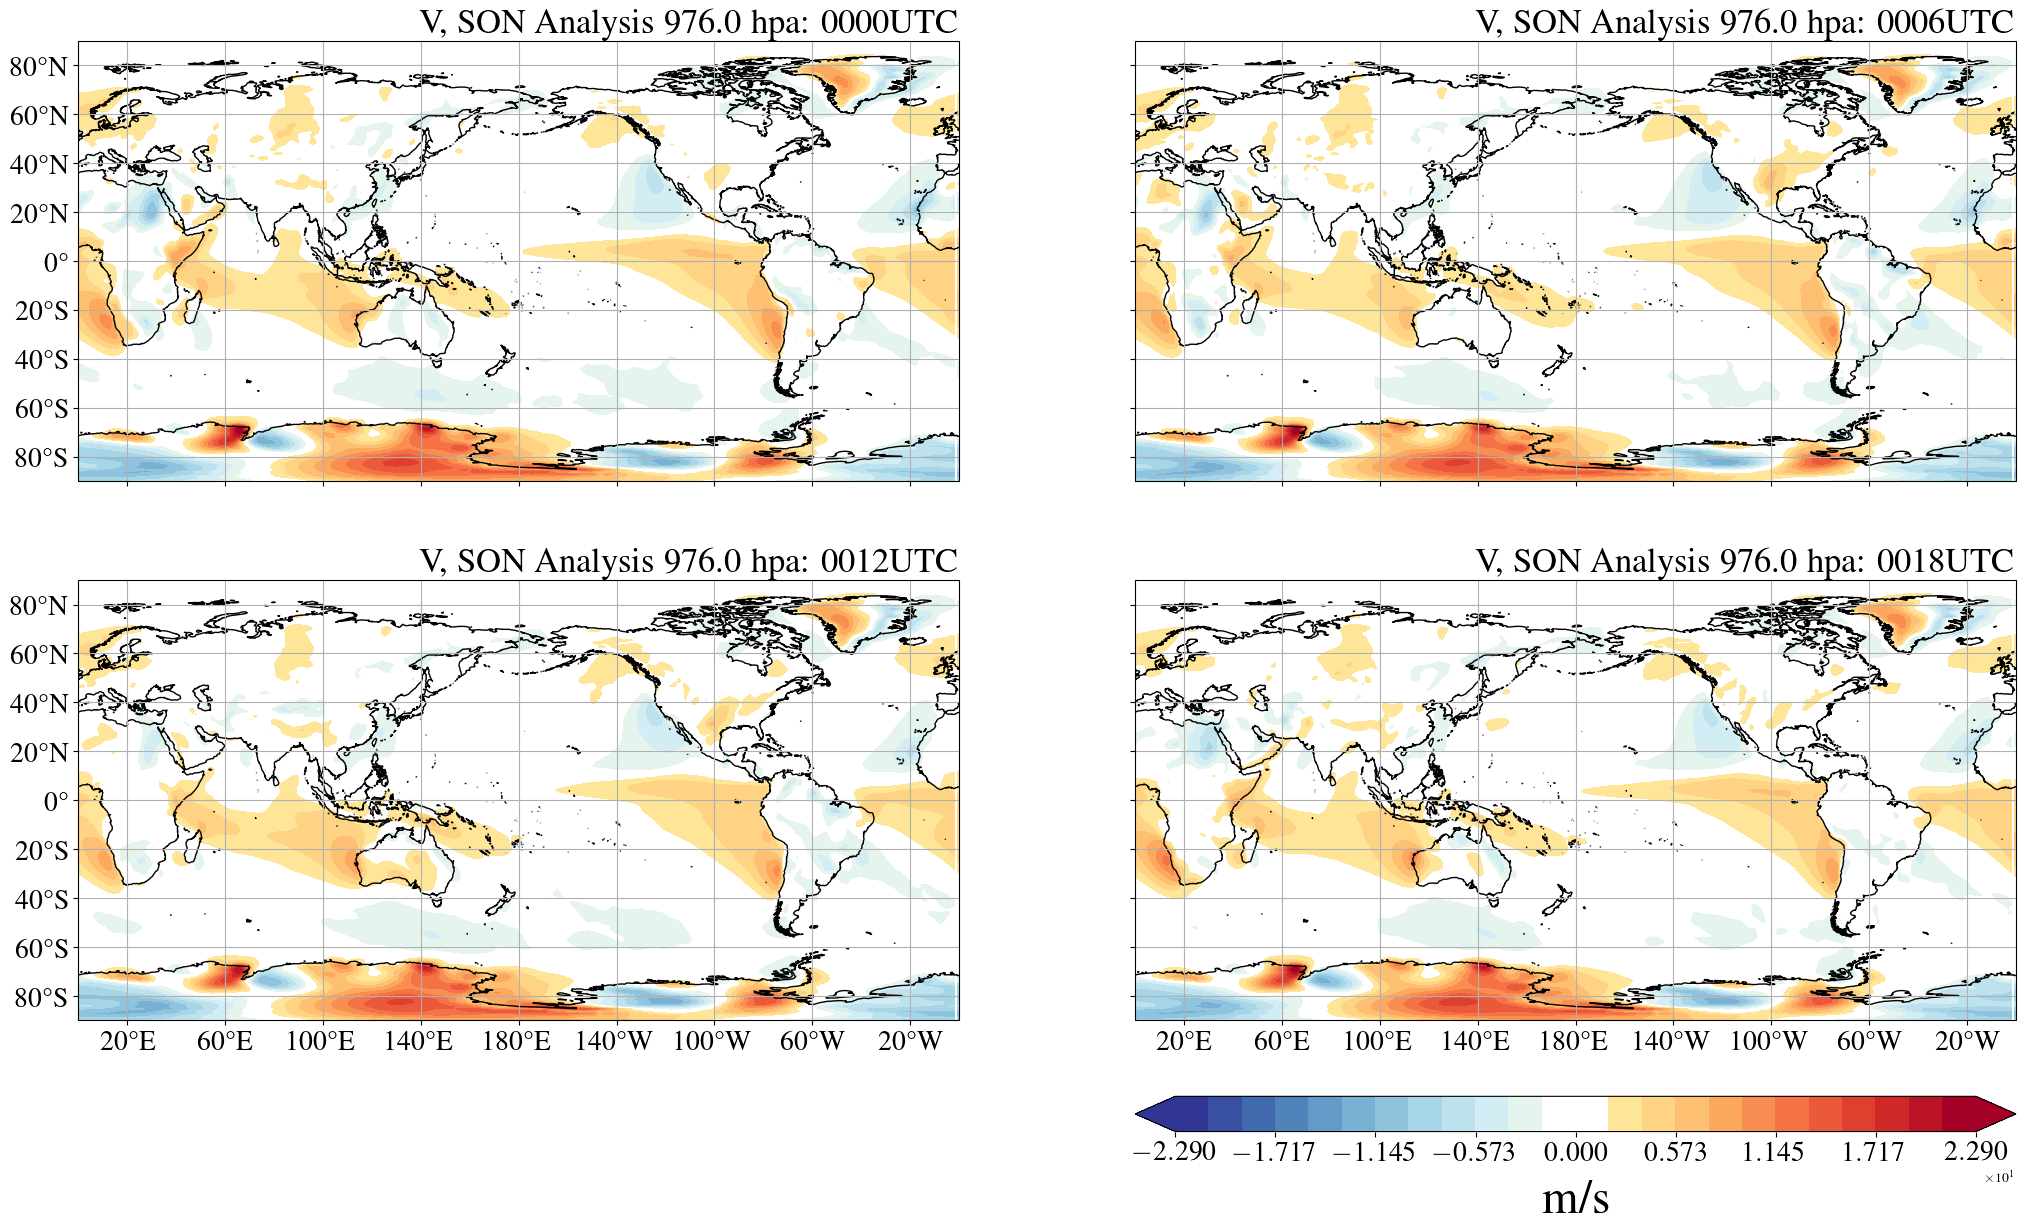 V, SON Analysis 976.0 hpa: 0000UTC
V, SON Analysis 976.0 hpa: 0006UTC
80°N
60°N
40°N
20°N
0°
20°S
40°S
60°S
80°S
V, SON Analysis 976.0 hpa: 0012UTC
V, SON Analysis 976.0 hpa: 0018UTC
80°N
60°N
40°N
20°N
0°
20°S
40°S
60°S
80°S
20°E 60°E 100°E 140°E 180°E 140°W 100°W 60°W 20°W
20°E 60°E 100°E 140°E 180°E 140°W 100°W 60°W 20°W
−2.290 −1.717 −1.145 −0.573 0.000 0.573 1.145 1.717 2.290
×10¹
m/s